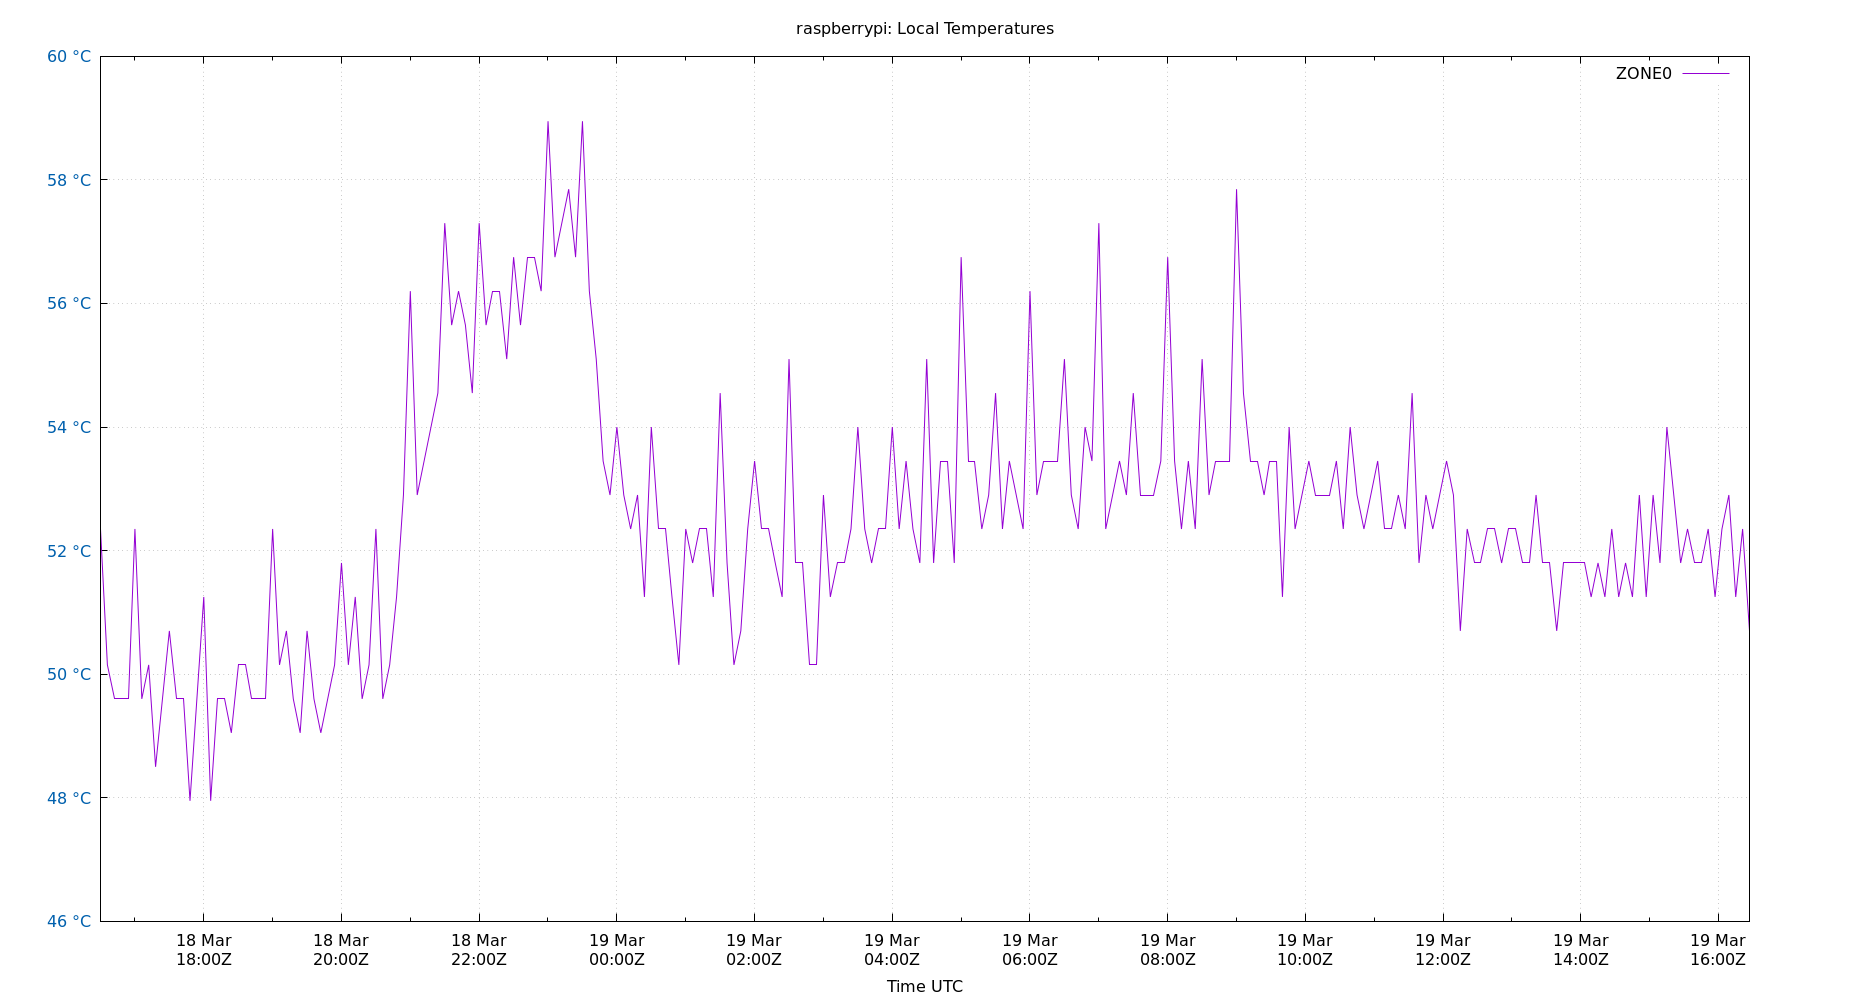 raspberrypi: Local Temperatures
60 °C
ZONE0
58 °C
56 °C
54 °C
52 °C
50 °C
48 °C
46 °C
18 Mar 18 Mar 18 Mar 19 Mar 19 Mar 19 Mar 19 Mar 19 Mar 19 Mar 19 Mar 19 Mar 19 Mar
18:00Z 20:00Z 22:00Z 00:00Z 02:00Z 04:00Z 06:00Z 08:00Z 10:00Z 12:00Z 14:00Z 16:00Z
Time UTC